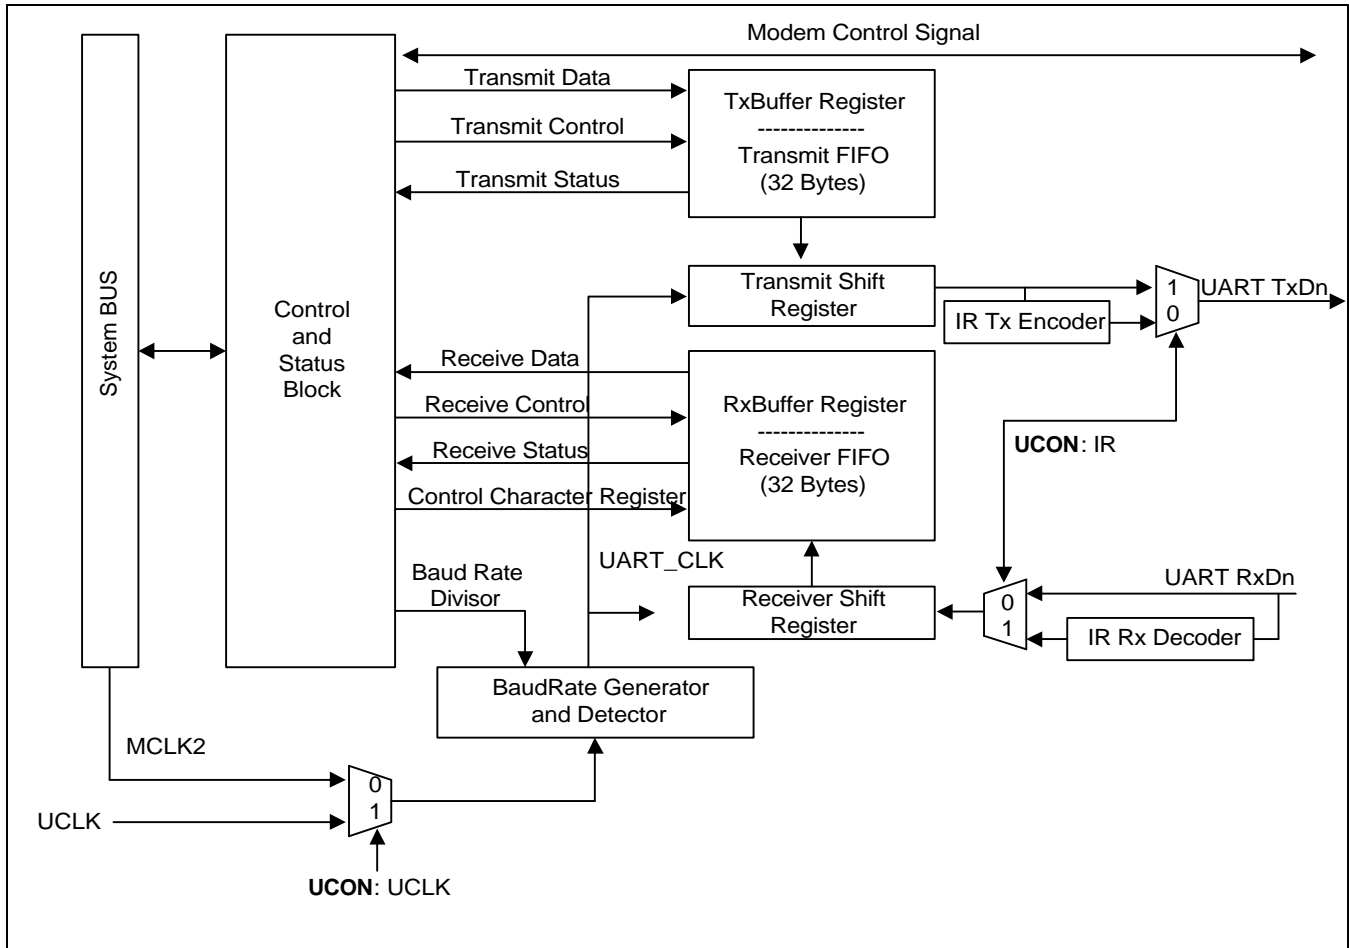 Modem Control Signal
Transmit Data
TxBuffer Register
--------------
Transmit FIFO
(32 Bytes)
Transmit Control
Transmit Status
System BUS
Control
and
Status
Block
Transmit Shift
Register
IR Tx Encoder
1
0
UART TxDn
Receive Data
Receive Control
Receive Status
Control Character Register
RxBuffer Register
--------------
Receiver FIFO
(32 Bytes)
UCON: IR
UART_CLK
Baud Rate
Divisor
Receiver Shift
Register
0
1
UART RxDn
IR Rx Decoder
BaudRate Generator
and Detector
MCLK2
UCLK
0
1
UCON: UCLK